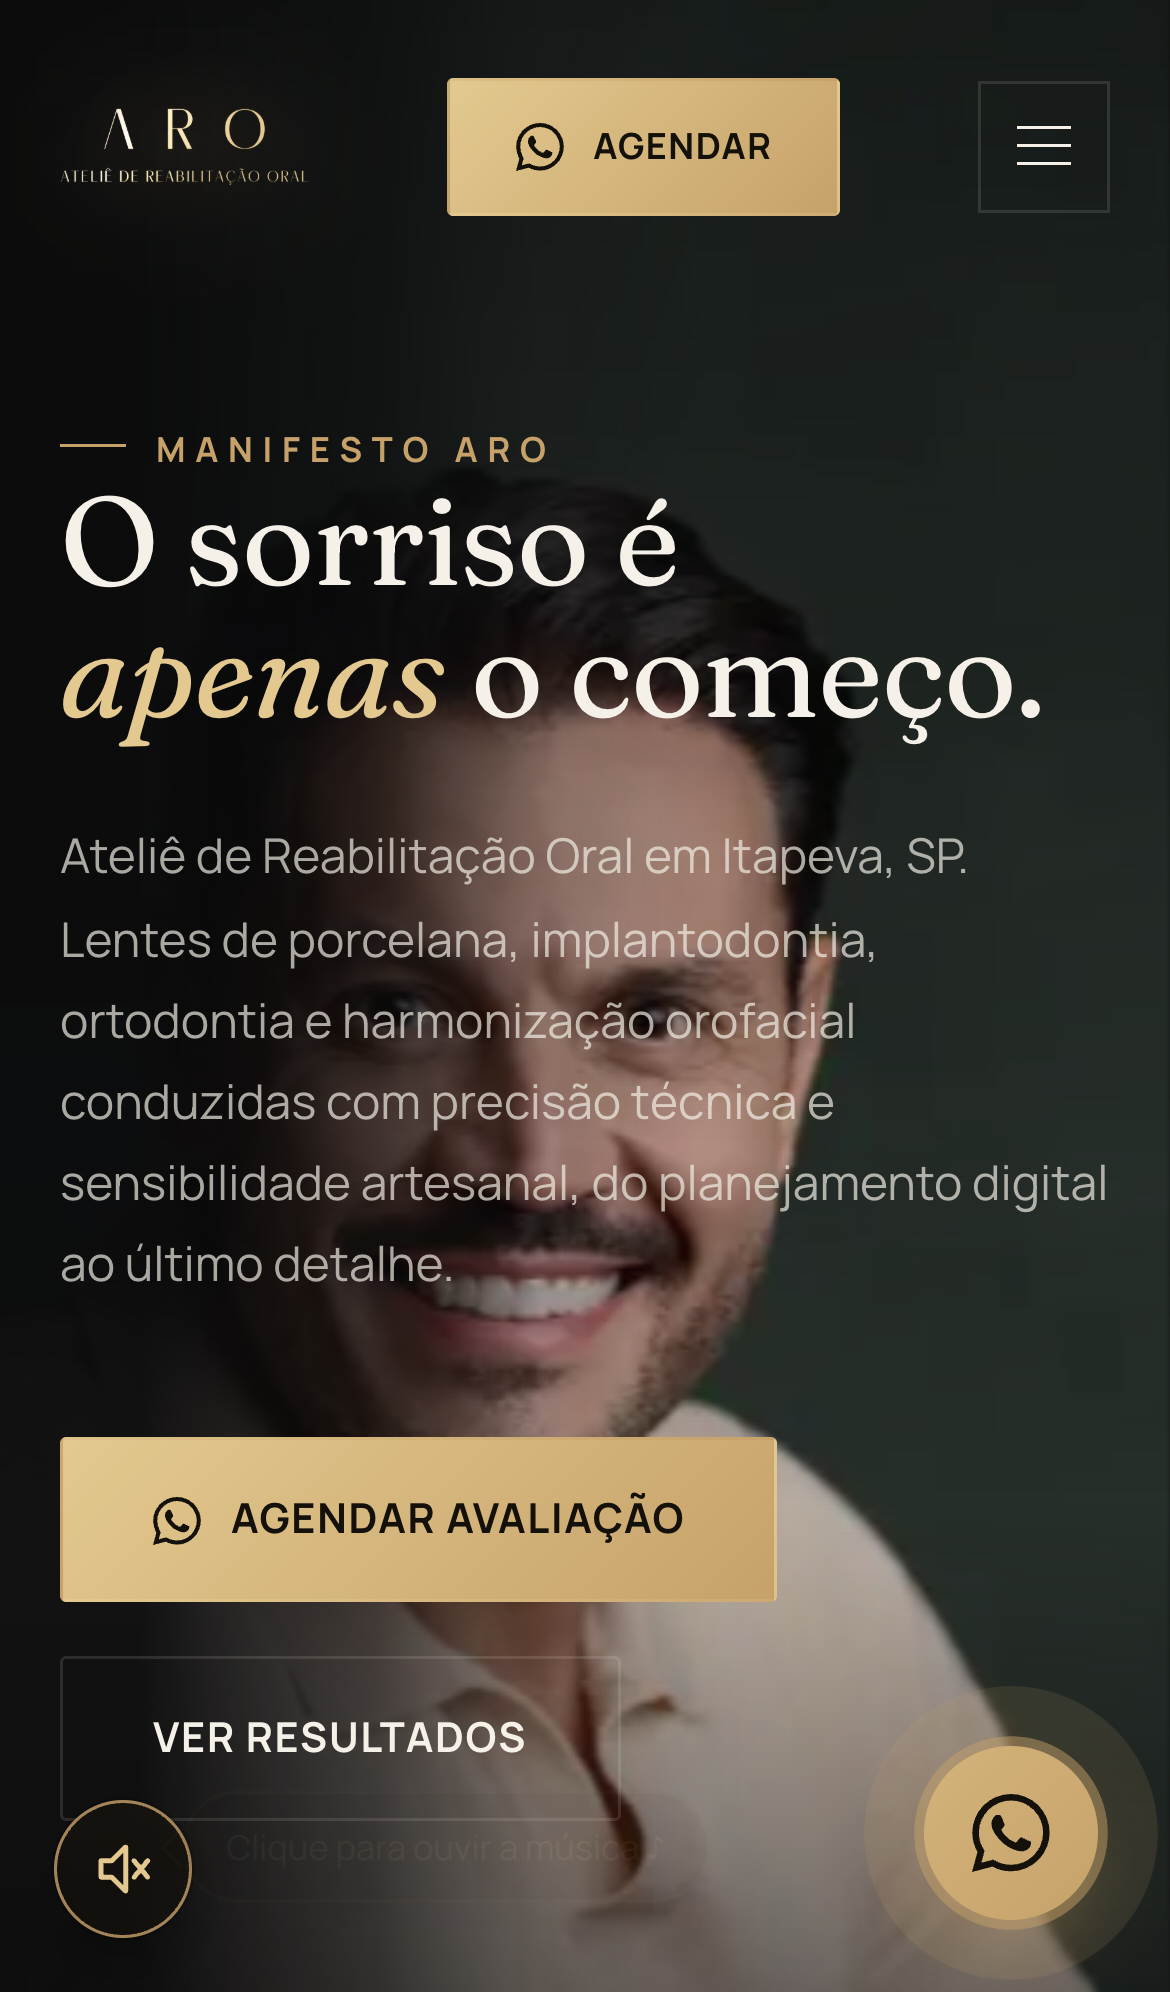 ARO
ATELIÊ DE REABILITAÇÃO ORAL
AGENDAR
MANIFESTO ARO
O sorriso é
apenas o começo.
Ateliê de Reabilitação Oral em Itapeva, SP.
Lentes de porcelana, implantodontia,
ortodontia e harmonização orofacial
conduzidas com precisão técnica e
sensibilidade artesanal, do planejamento digital
ao último detalhe.
AGENDAR AVALIAÇÃO
VER RESULTADOS
Clique para ouvir a música♪